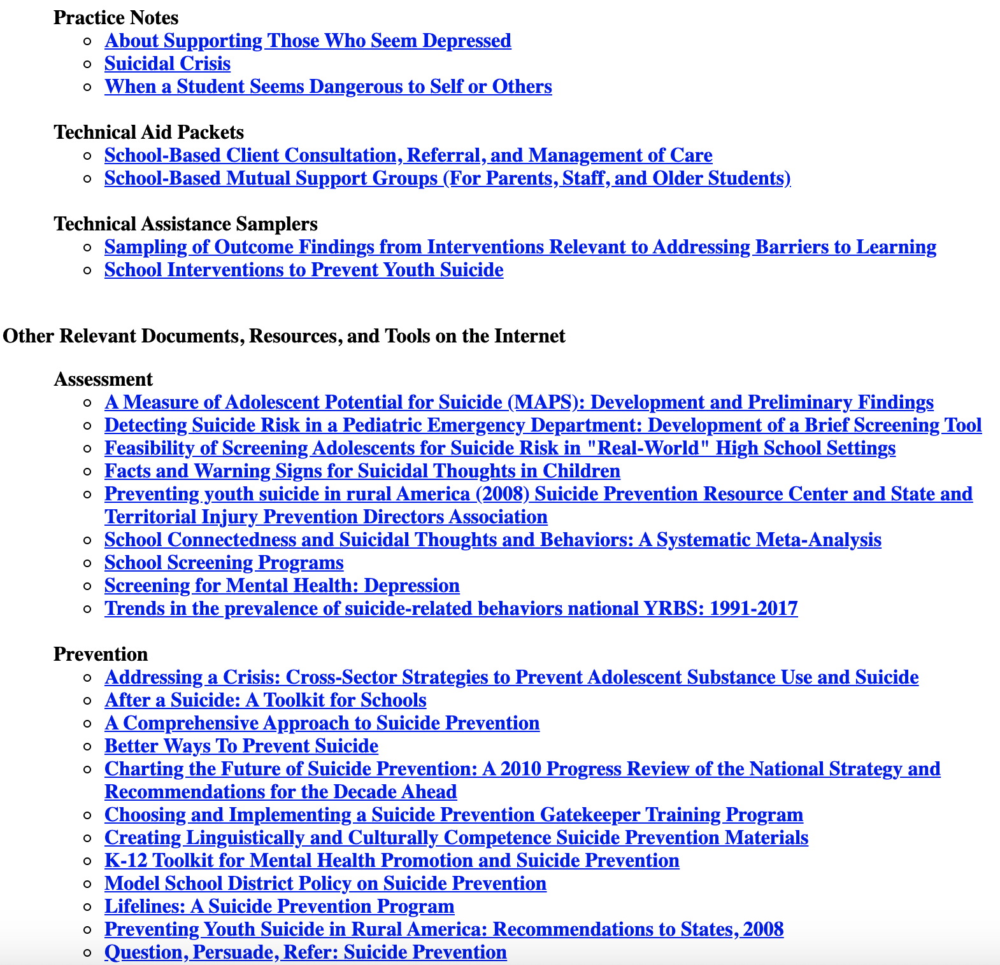 Practice Notes
About Supporting Those Who Seem Depressed
Suicidal Crisis
When a Student Seems Dangerous to Self or Others
Technical Aid Packets
School-Based Client Consultation, Referral, and Management of Care
School-Based Mutual Support Groups (For Parents, Staff, and Older Students)
Technical Assistance Samplers
Sampling of Outcome Findings from Interventions Relevant to Addressing Barriers to Learning
School Interventions to Prevent Youth Suicide
Other Relevant Documents, Resources, and Tools on the Internet
Assessment
A Measure of Adolescent Potential for Suicide (MAPS): Development and Preliminary Findings
Detecting Suicide Risk in a Pediatric Emergency Department: Development of a Brief Screening Tool
Feasibility of Screening Adolescents for Suicide Risk in "Real-World" High School Settings
Facts and Warning Signs for Suicidal Thoughts in Children
Preventing youth suicide in rural America (2008) Suicide Prevention Resource Center and State and
Territorial Injury Prevention Directors Association
School Connectedness and Suicidal Thoughts and Behaviors: A Systematic Meta-Analysis
School Screening Programs
Screening for Mental Health: Depression
Trends in the prevalence of suicide-related behaviors national YRBS: 1991-2017
Prevention
Addressing a Crisis: Cross-Sector Strategies to Prevent Adolescent Substance Use and Suicide
After a Suicide: A Toolkit for Schools
A Comprehensive Approach to Suicide Prevention
Better Ways To Prevent Suicide
Charting the Future of Suicide Prevention: A 2010 Progress Review of the National Strategy and
Recommendations for the Decade Ahead
Choosing and Implementing a Suicide Prevention Gatekeeper Training Program
Creating Linguistically and Culturally Competence Suicide Prevention Materials
K-12 Toolkit for Mental Health Promotion and Suicide Prevention
Model School District Policy on Suicide Prevention
Lifelines: A Suicide Prevention Program
Preventing Youth Suicide in Rural America: Recommendations to States, 2008
Question, Persuade, Refer: Suicide Prevention